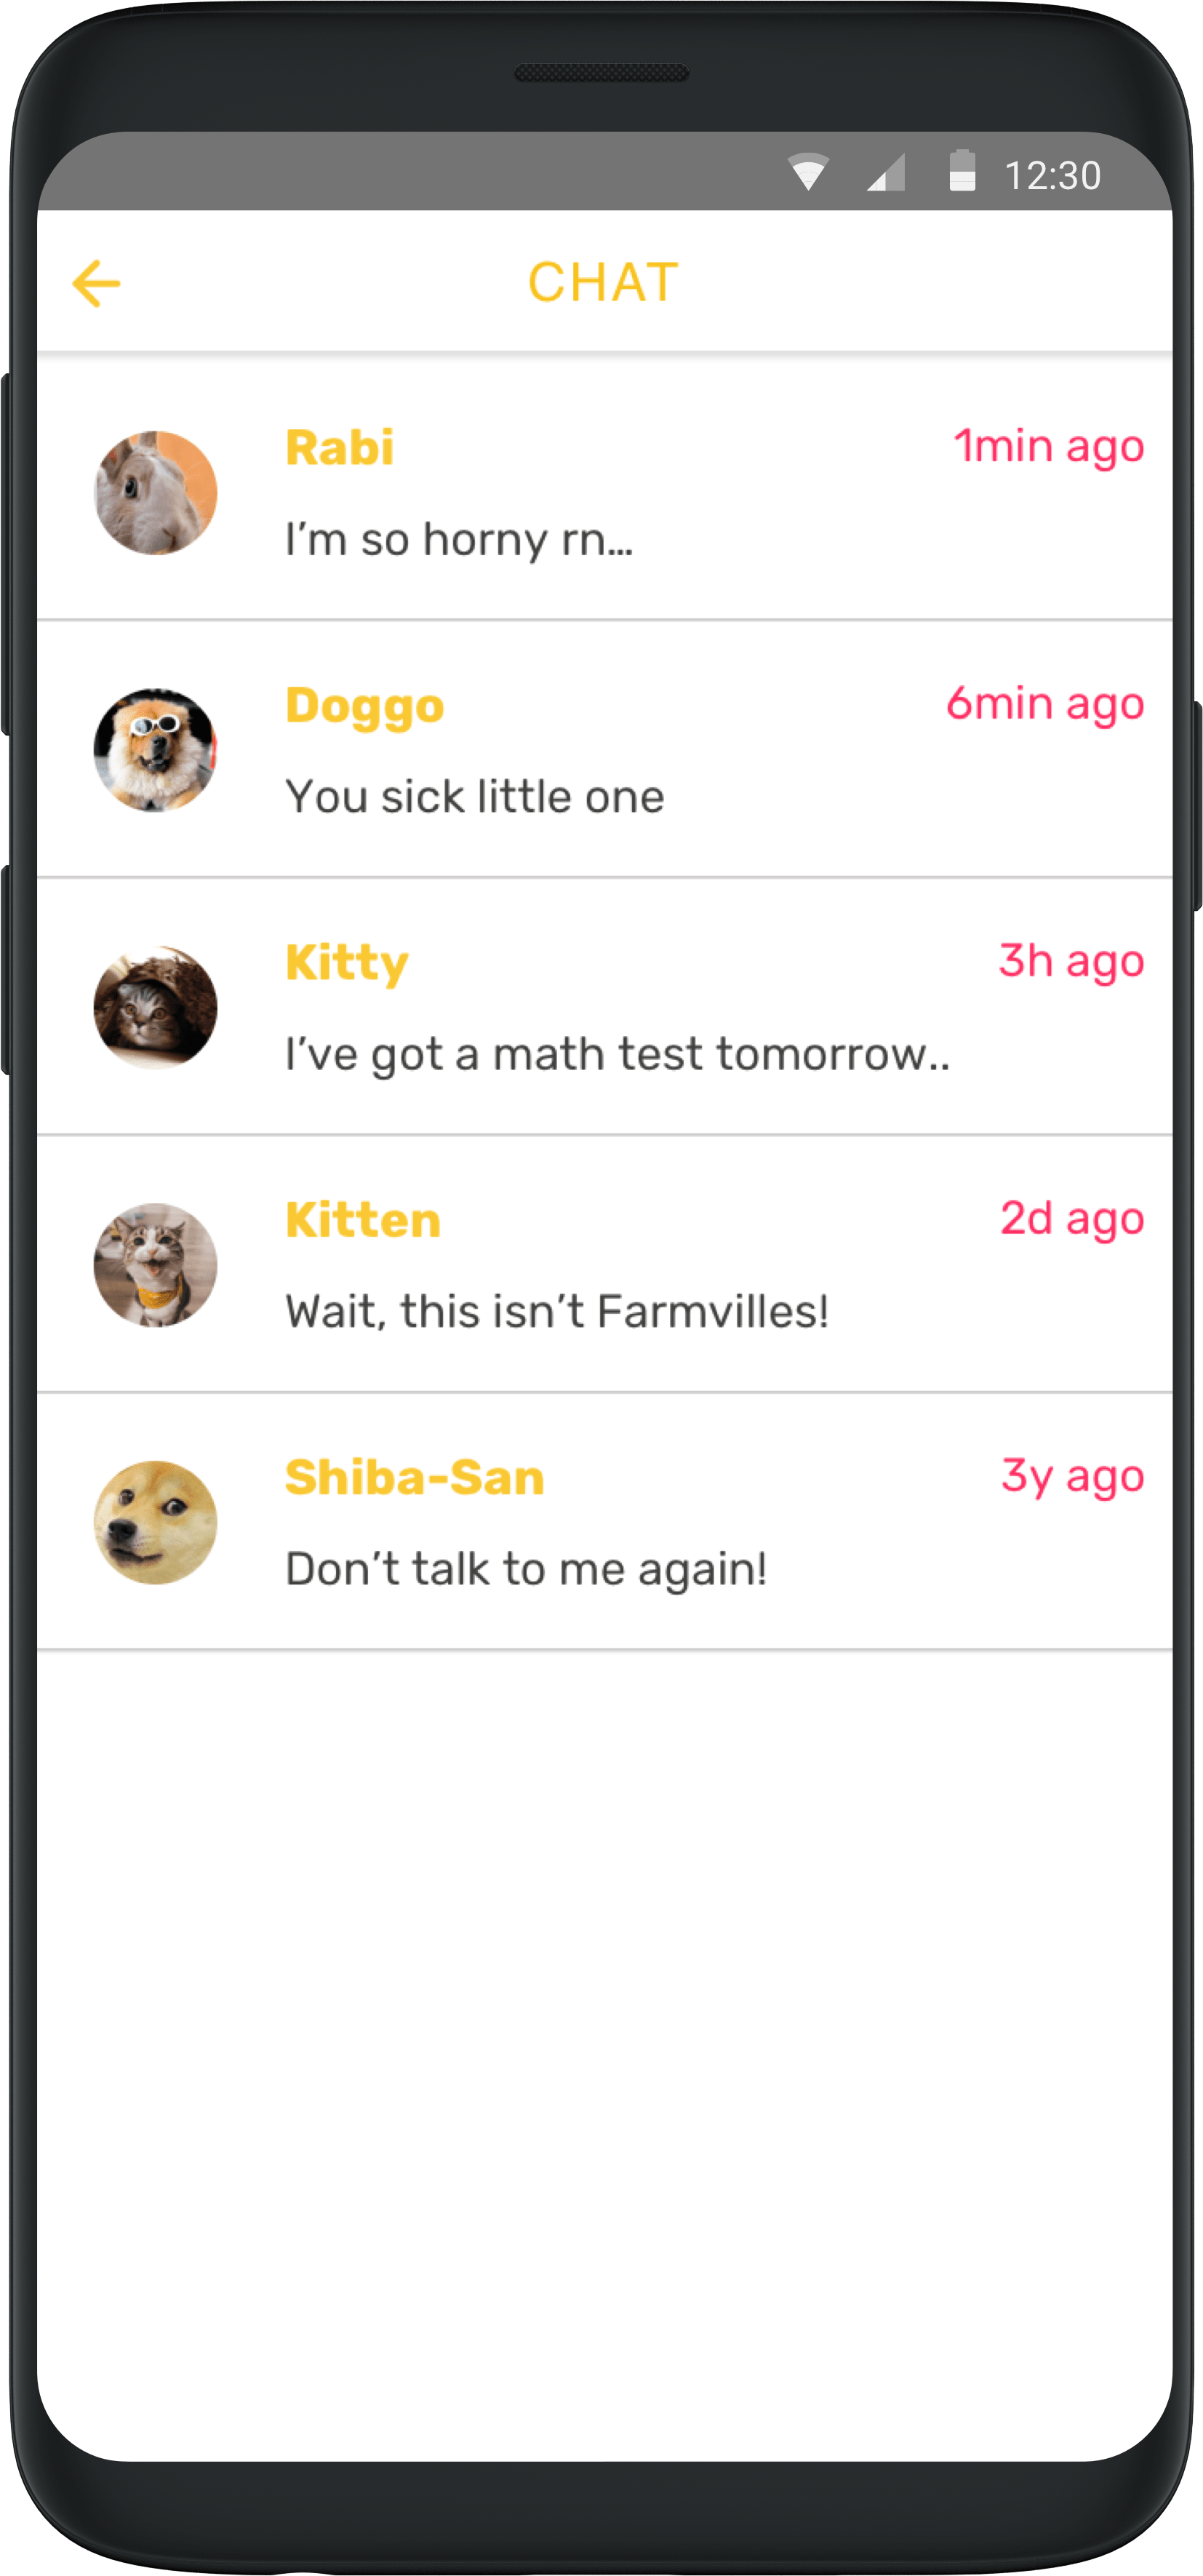 12:30
CHAT
Rabi
1min ago
I’m so horny rn...
Doggo
6min ago
You sick little one
Kitty
3h ago
I’ve got a math test tomorrow..
Kitten
2d ago
Wait, this isn’t Farmvilles!
Shiba-San
3y ago
Don’t talk to me again!